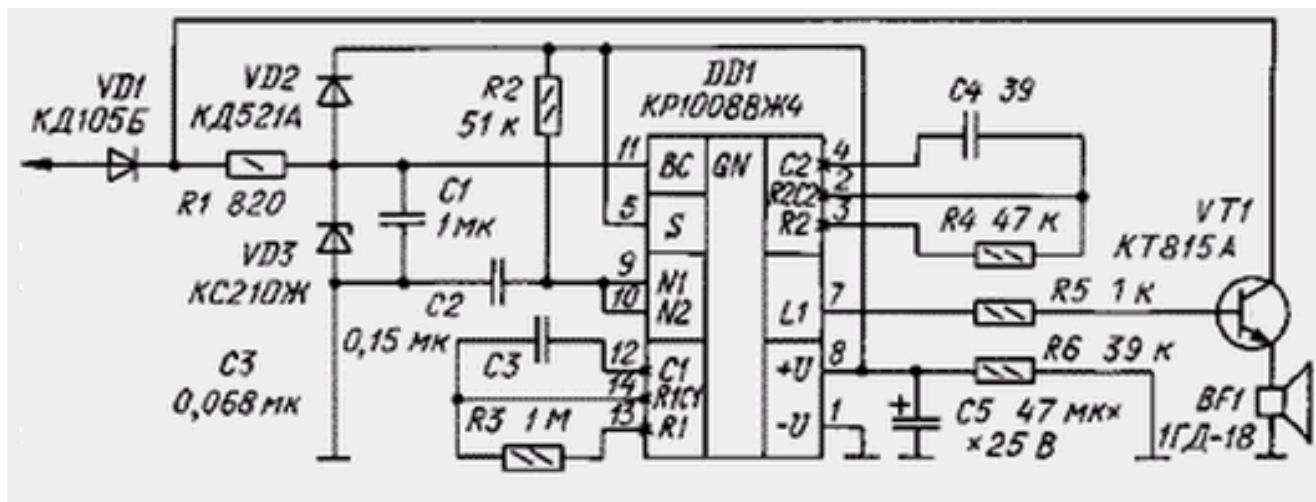 VD1
КД105Б
VD2
КД521А
R2
51 к
DD1
КР1008ВЖ4
C4 39
R1 820
C1
1 мк
VD3
КС210Ж
C2
0,15 мк
C3
0,068 мк
C3
R3 1 М
11
5
9
10
12
14
13
BC
S
N1
N2
C1
R1C1
R1
GN
C2
R2C2
R2
L1
+U
-U
4
2
3
7
8
1
R4 47 к
VT1
КТ815А
R5 1 к
R6 39 к
+
C5 47 мк×
×25 В
BF1
1ГД-18